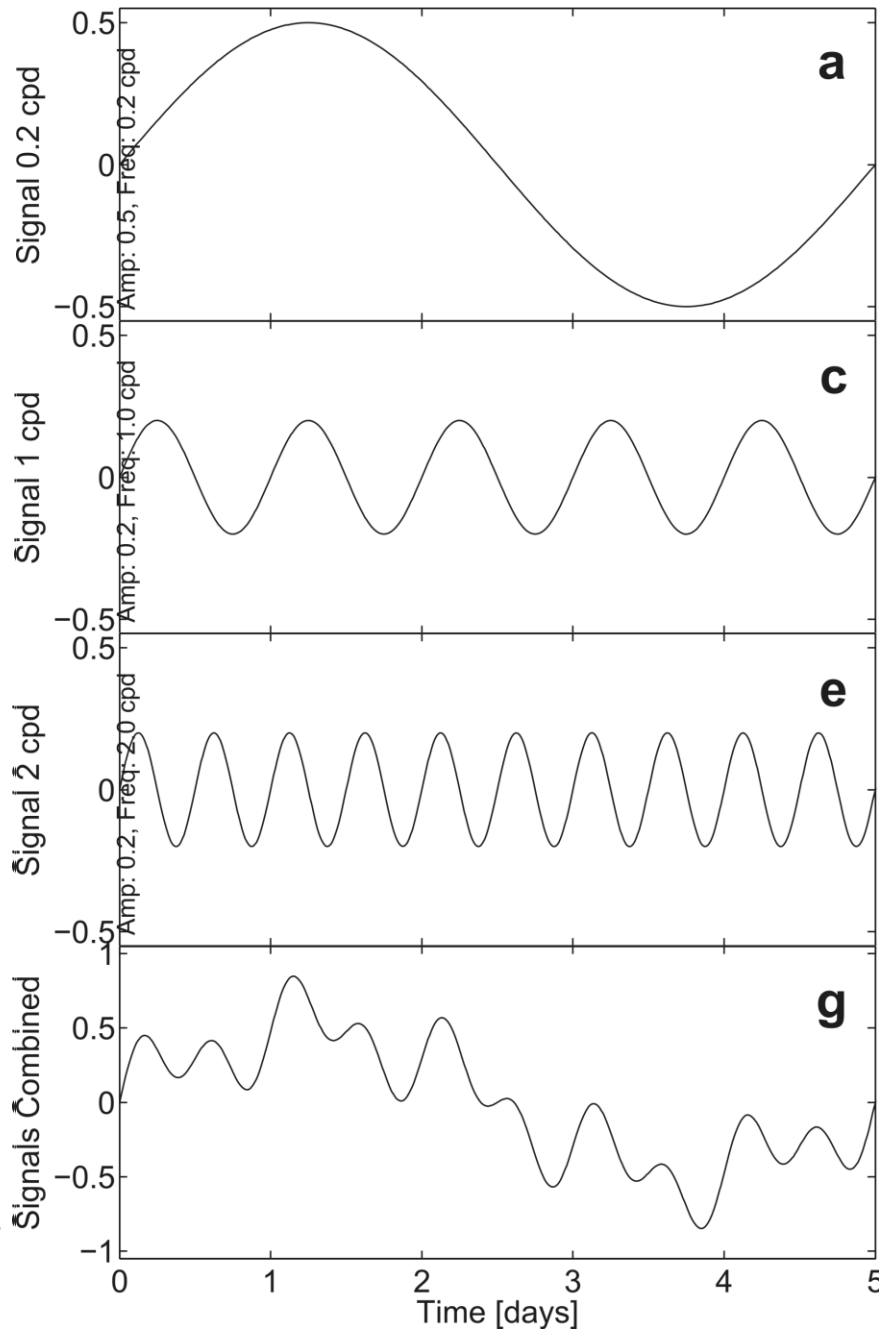 0.5
a
Signal 0.2 cpd
Amp: 0.5, Freq: 0.2 cpd
0
−0.5
0.5
c
Signal 1 cpd
Amp: 0.2, Freq: 1.0 cpd
0
−0.5
0.5
e
Signal 2 cpd
Amp: 0.2, Freq: 2.0 cpd
0
−0.5
1
g
Signals Combined
0.5
0
−0.5
−1
0 1 2 3 4 5
Time [days]